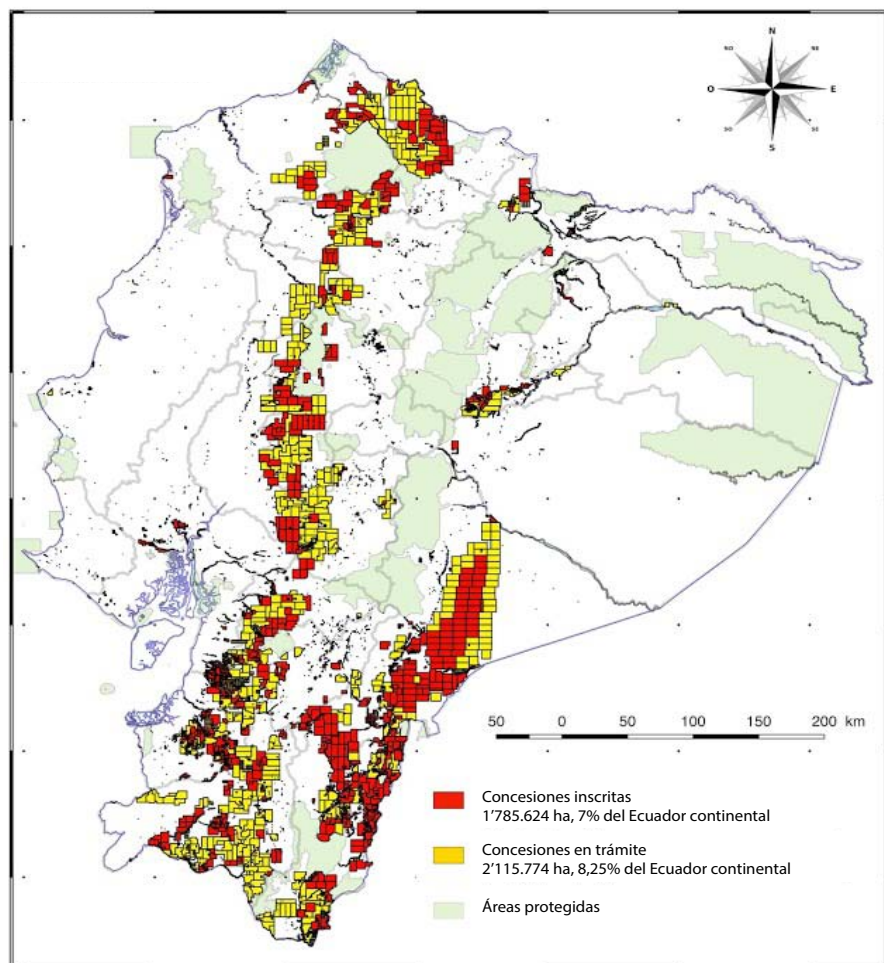 N
O
E
S
50
0
50
100
150
200
km
Concesiones inscritas
1'785.624 ha, 7% del Ecuador continental
Concesiones en trámite
2'115.774 ha, 8,25% del Ecuador continental
Áreas protegidas